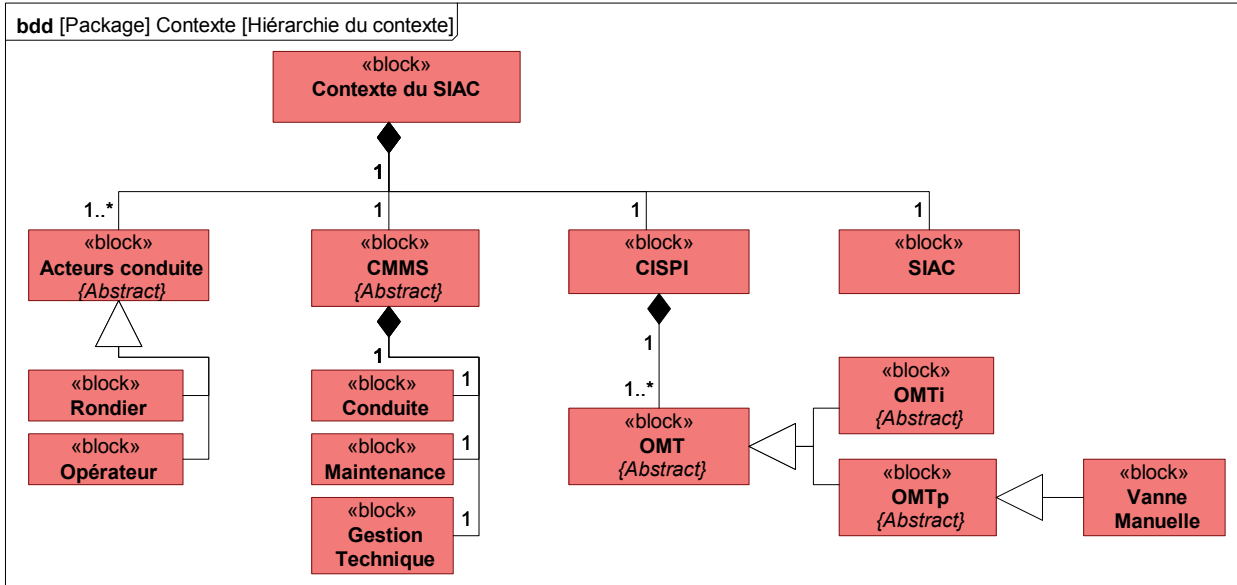 bdd [Package] Contexte [Hiérarchie du contexte]
«block»
Contexte du SIAC
1
1..*
1
1
1
«block»
Acteurs conduite
{Abstract}
«block»
CMMS
{Abstract}
«block»
CISPI
«block»
SIAC
1
1
1..*
«block»
Rondier
«block»
Opérateur
«block»
Conduite
1
«block»
Maintenance
1
«block»
Gestion
Technique
1
«block»
OMT
{Abstract}
«block»
OMTi
{Abstract}
«block»
OMTp
{Abstract}
«block»
Vanne
Manuelle